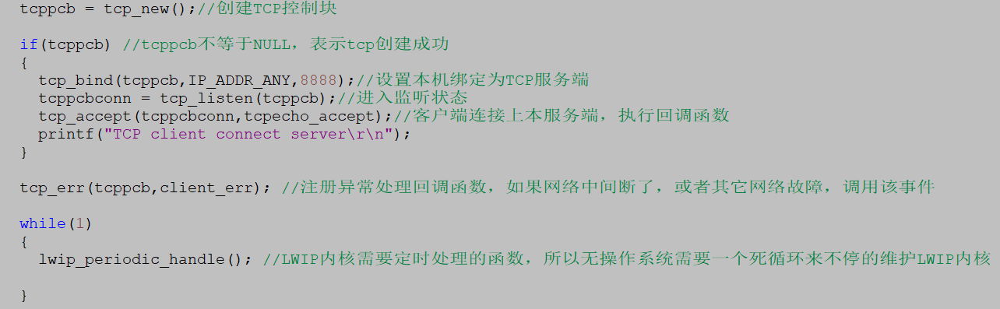 tcppcb = tcp_new();//创建TCP控制块
if(tcppcb) //tcppcb不等于NULL，表示tcp创建成功
{
tcp_bind(tcppcb,IP_ADDR_ANY,8888);//设置本机绑定为TCP服务端
tcppcbconn = tcp_listen(tcppcb);//进入监听状态
tcp_accept(tcppcbconn,tcpecho_accept);//客户端连接上本服务端，执行回调函数
printf("TCP client connect server\r\n");
}
tcp_err(tcppcb,client_err); //注册异常处理回调函数，如果网络中间断了，或者其它网络故障，调用该事件
while(1)
{
lwip_periodic_handle(); //LWIP内核需要定时处理的函数，所以无操作系统需要一个死循环来不停的维护LWIP内核
}